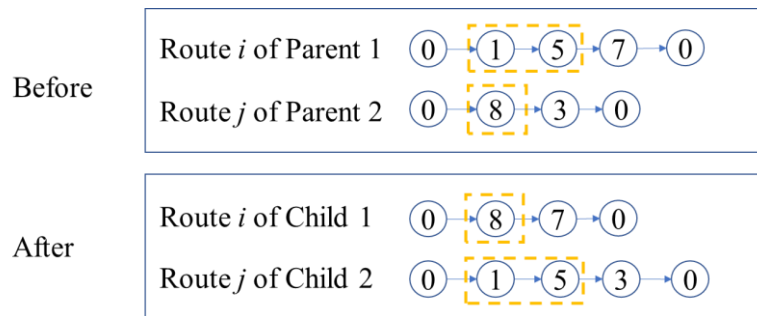 Before
Route i of Parent 1 0 1 5 7 0
Route j of Parent 2 0 8 3 0
After
Route i of Child 1 0 8 7 0
Route j of Child 2 0 1 5 3 0